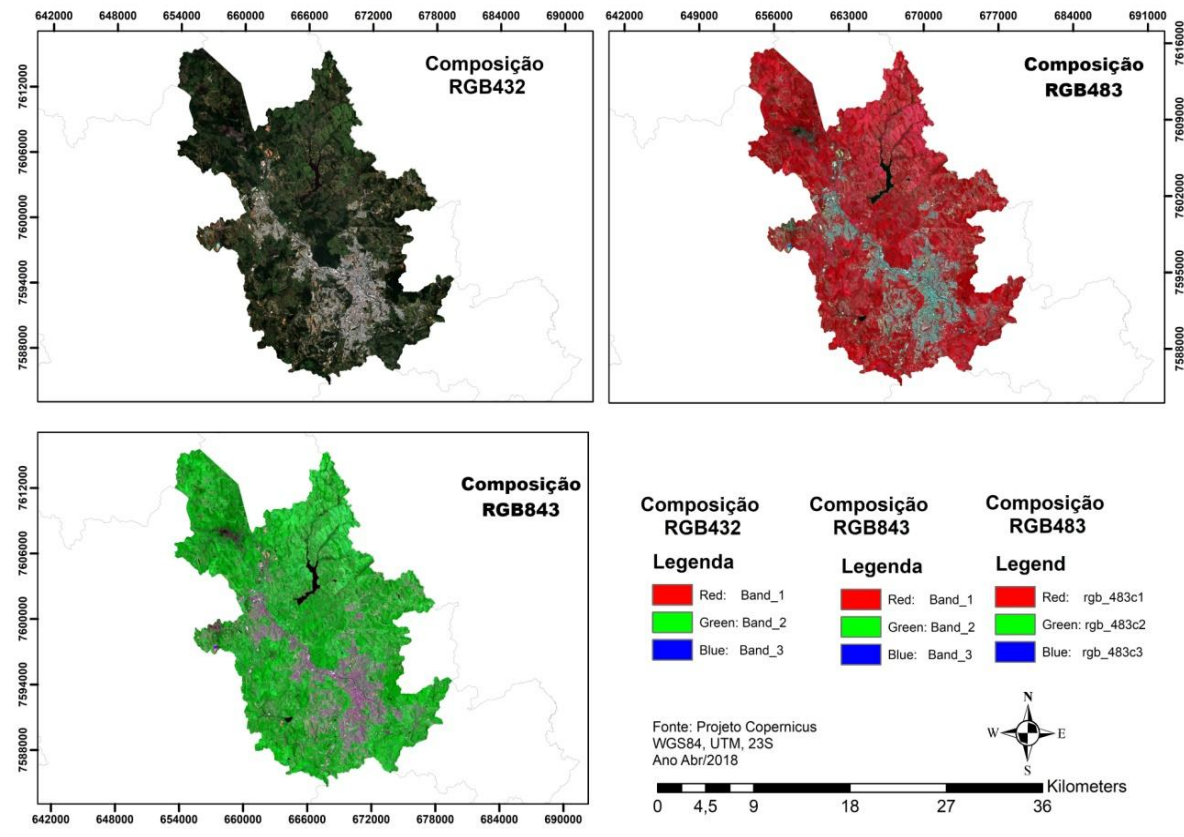 642000 648000 654000 660000 666000 672000 678000 684000 690000
642000 649000 656000 663000 670000 677000 684000 691000
Composição
RGB432
7612000
7606000
7600000
7594000
7588000
Composição
RGB483
7616000
7609000
7602000
7595000
7588000
Composição
RGB843
7612000
7606000
7600000
7594000
7588000
642000 648000 654000 660000 666000 672000 678000 684000 690000
Composição
RGB432
Legenda
Red: Band_1
Green: Band_2
Blue: Band_3
Composição
RGB843
Legenda
Red: Band_1
Green: Band_2
Blue: Band_3
Composição
RGB483
Legend
Red: rgb_483c1
Green: rgb_483c2
Blue: rgb_483c3
Fonte: Projeto Copernicus
WGS84, UTM, 23S
Ano Abr/2018
N
W E
S
Kilometers
0 4,5 9 18 27 36